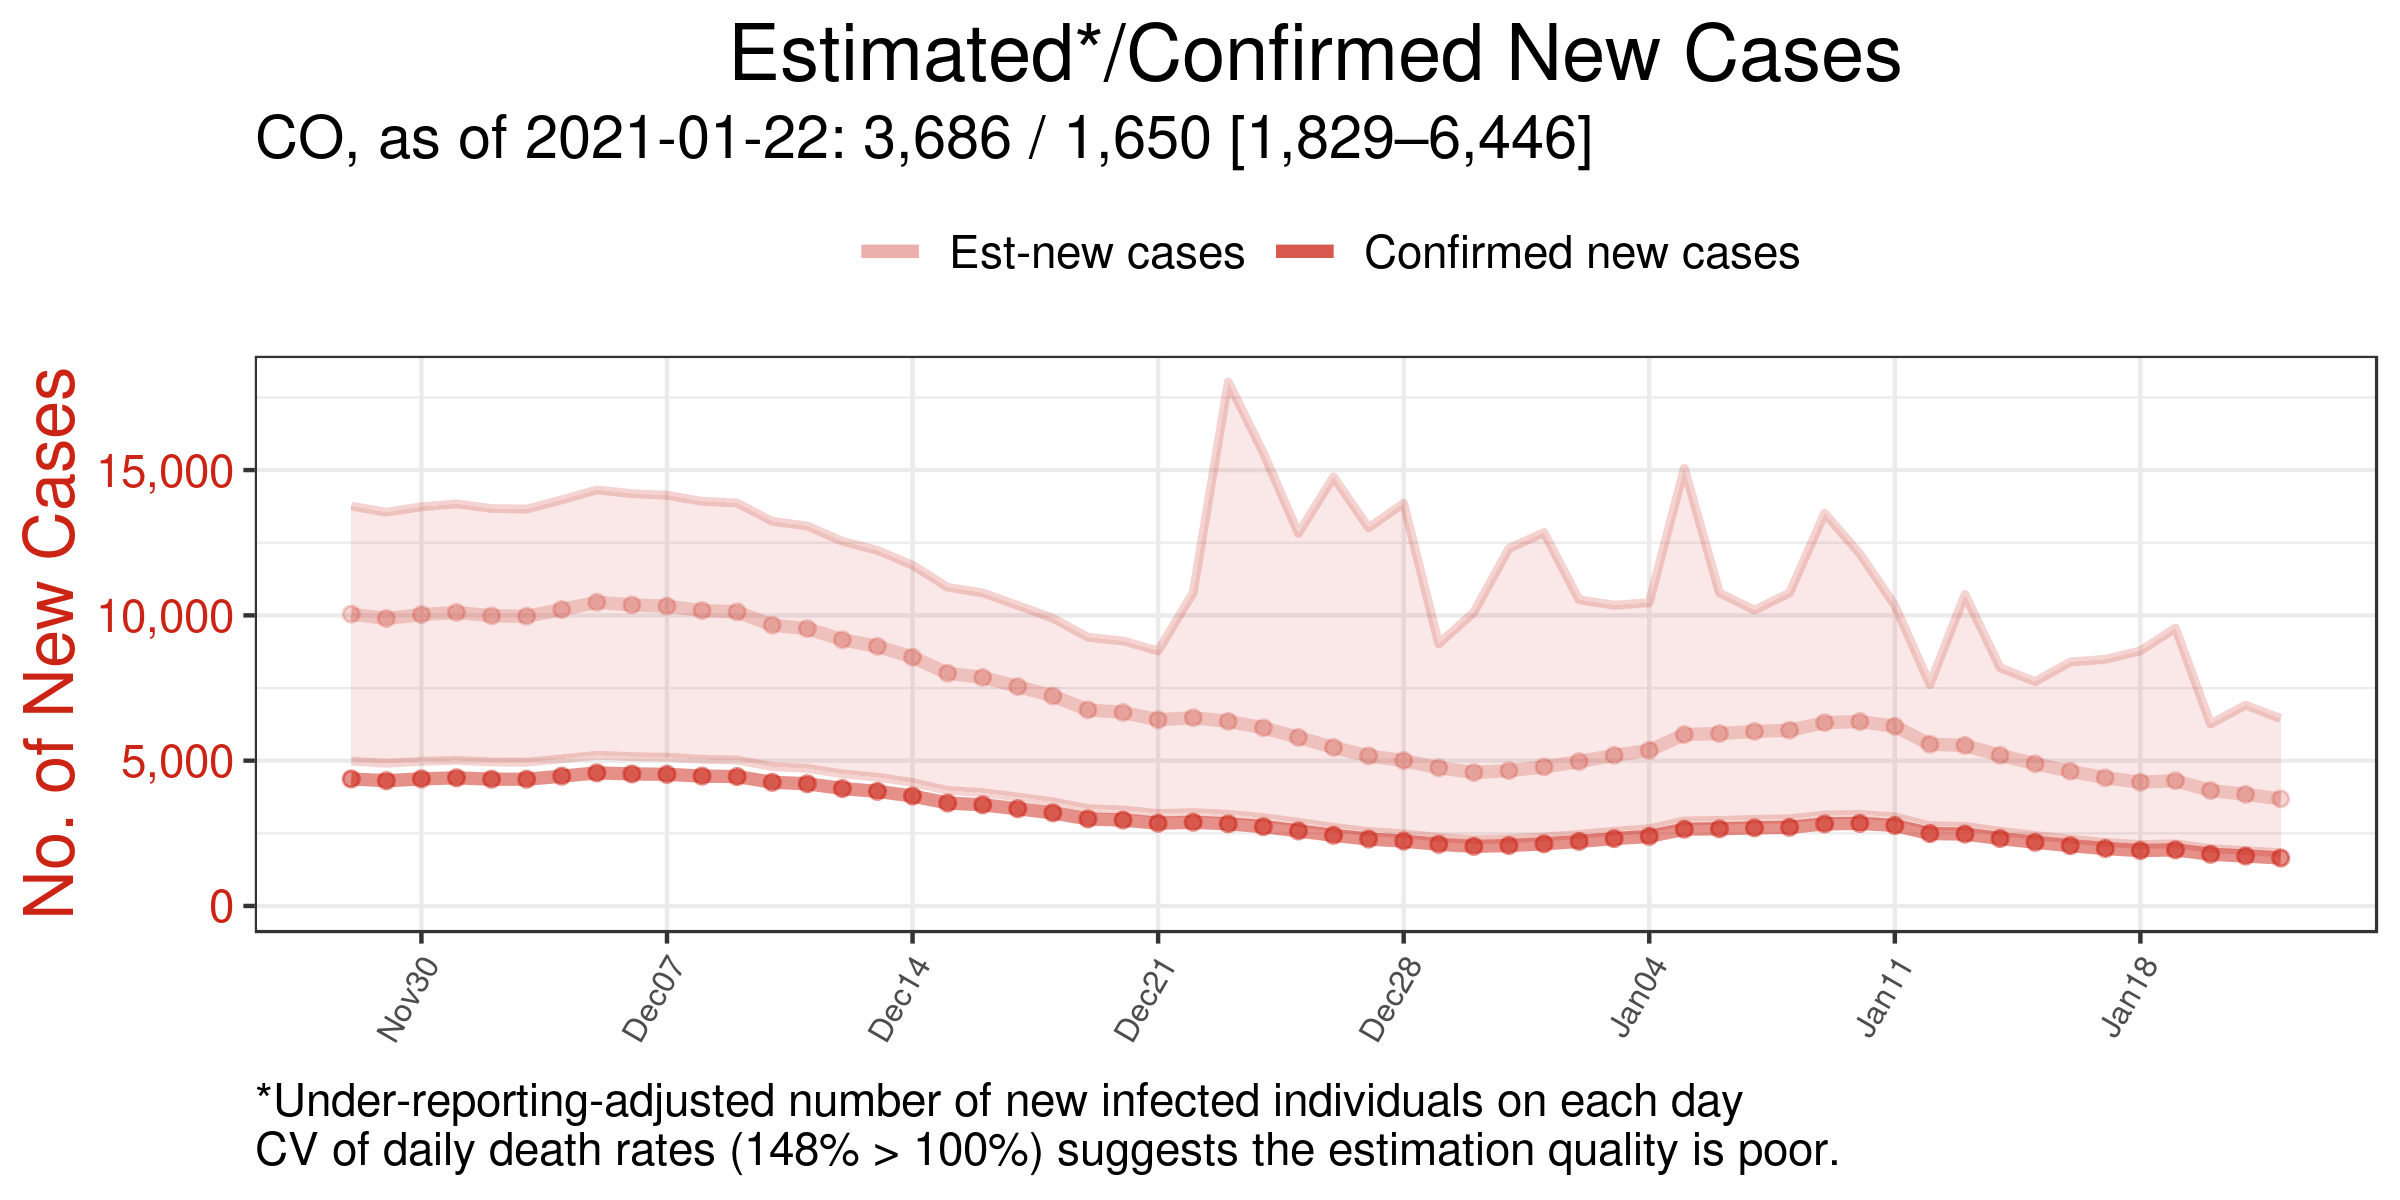 Estimated*/Confirmed New Cases
CO, as of 2021-01-22: 3,686 / 1,650 [1,829–6,446]
Est-new cases
Confirmed new cases
No. of New Cases
15,000
10,000
5,000
0
Nov30
Dec07
Dec14
Dec21
Dec28
Jan04
Jan11
Jan18
*Under-reporting-adjusted number of new infected individuals on each day
CV of daily death rates (148% > 100%) suggests the estimation quality is poor.